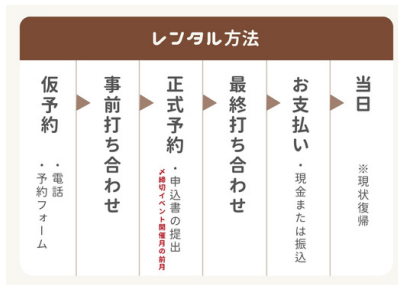 レンタル方法
仮予約
・電話
・予約フォーム
事前打ち合わせ
正式予約
・申込書の提出
〆締切イベント開催月の前月
最終打ち合わせ
お支払い
・現金または振込
当日
※現状復帰